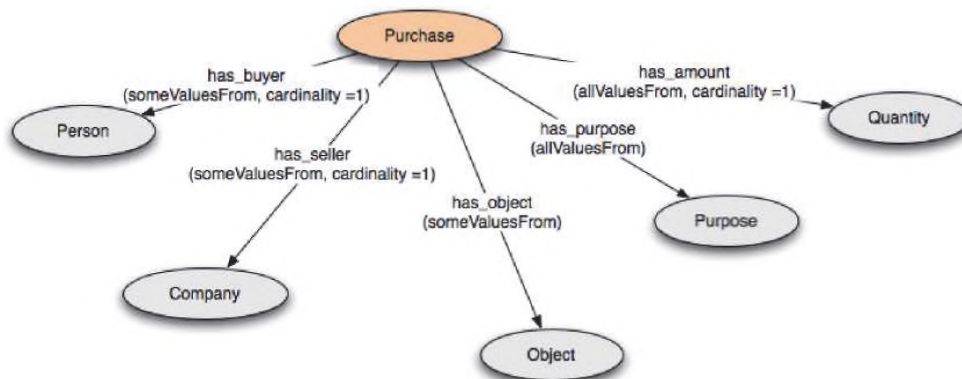 Purchase
has_buyer
(someValuesFrom, cardinality =1)
has_amount
(allValuesFrom, cardinality =1)
Person
Quantity
has_purpose
(allValuesFrom)
has_seller
(someValuesFrom, cardinality =1)
has_object
(someValuesFrom)
Purpose
Company
Object